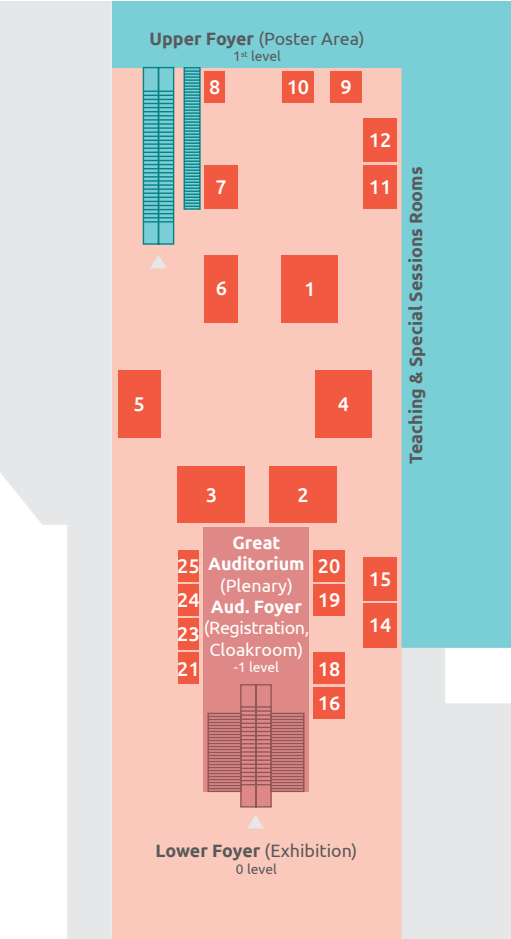 Upper Foyer (Poster Area)
1st level
8
10
9
12
11
7
Teaching & Special Sessions Rooms
6
1
5
4
3
2
Great
Auditorium
(Plenary)
Aud. Foyer
(Registration,
Cloakroom)
-1 level
25
24
23
21
20
19
18
16
15
14
Lower Foyer (Exhibition)
0 level